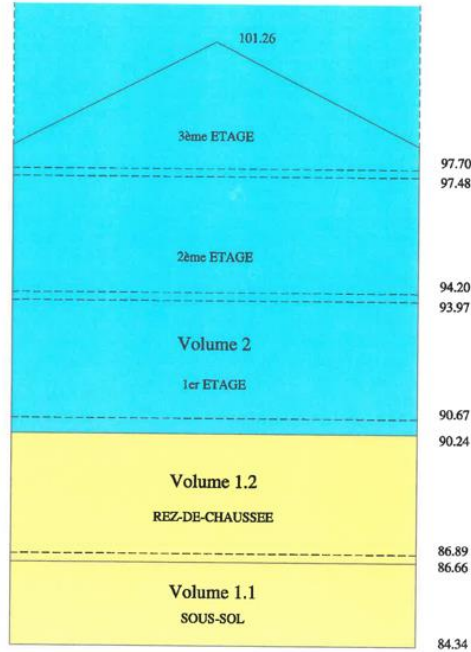 101.26
3ème ETAGE
97.70
97.48
2ème ETAGE
94.20
93.97
Volume 2
1er ETAGE
90.67
90.24
Volume 1.2
REZ-DE-CHAUSSEE
86.89
86.66
Volume 1.1
SOUS-SOL
84.34